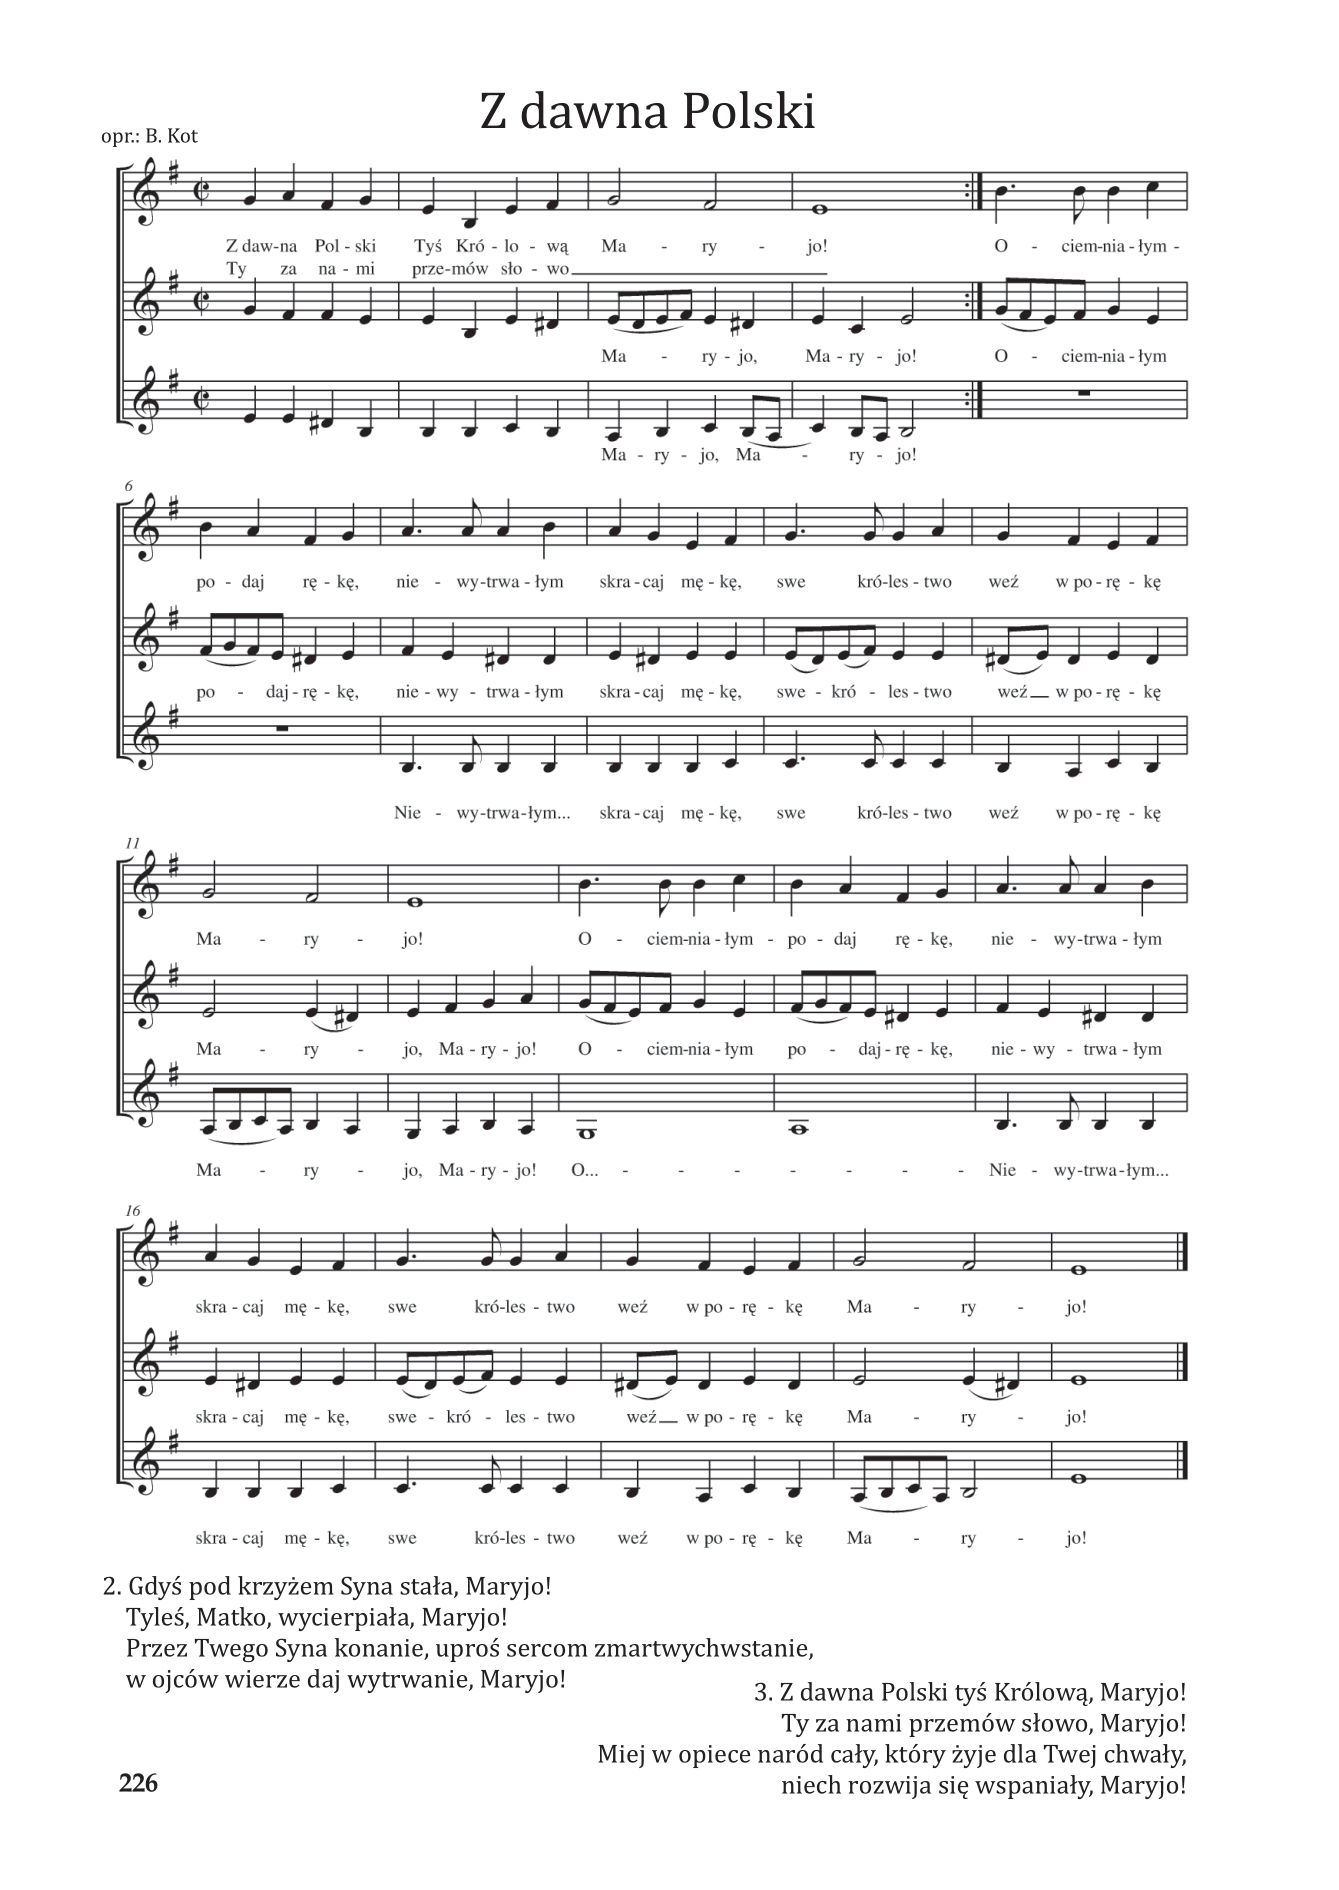 Z dawna Polski
opr.: B. Kot
Z daw-na Pol - ski Tyś Kró - lo - wą Ma - ry - jo! O - ciem-nia-łym -
Ty za na - mi prze-mów sło - wo
Ma - ry - jo, Ma - ry - jo! O - ciem-nia-łym
Ma - ry - jo, Ma - ry - jo!
6
po - daj rę - kę, nie - wy-trwa-łym skra-caj mę - kę, swe kró-les - two weź w po - rę - kę
po - daj-rę - kę, nie - wy - trwa-łym skra-caj mę - kę, swe - kró - les - two weź w po - rę - kę
Nie - wy-trwa-łym... skra-caj mę - kę, swe kró-les - two weź w po - rę - kę
11
Ma - ry - jo! O - ciem-nia-łym - po - daj rę - kę, nie - wy-trwa-łym
Ma - ry - jo, Ma - ry - jo! O - ciem-nia-łym po - daj-rę - kę, nie - wy - trwa-łym
Ma - ry - jo, Ma - ry - jo! O... - - - - - - - Nie - wy-trwa-łym...
16
skra - caj mę - kę, swe kró-les - two weź w po - rę - kę Ma - ry - jo!
skra - caj mę - kę, swe - kró - les - two weź w po - rę - kę Ma - ry - jo!
skra - caj mę - kę, swe kró-les - two weź w po - rę - kę Ma - ry - jo!
2. Gdyś pod krzyżem Syna stała, Maryjo!
Tyleś, Matko, wycierpiała, Maryjo!
Przez Twego Syna konanie, uproś sercom zmartwychwstanie,
w ojców wierze daj wytrwanie, Maryjo!
3. Z dawna Polski tyś Królową, Maryjo!
Ty za nami przemów słowo, Maryjo!
Miej w opiece naród cały, który żyje dla Twej chwały,
niech rozwija się wspaniały, Maryjo!
226